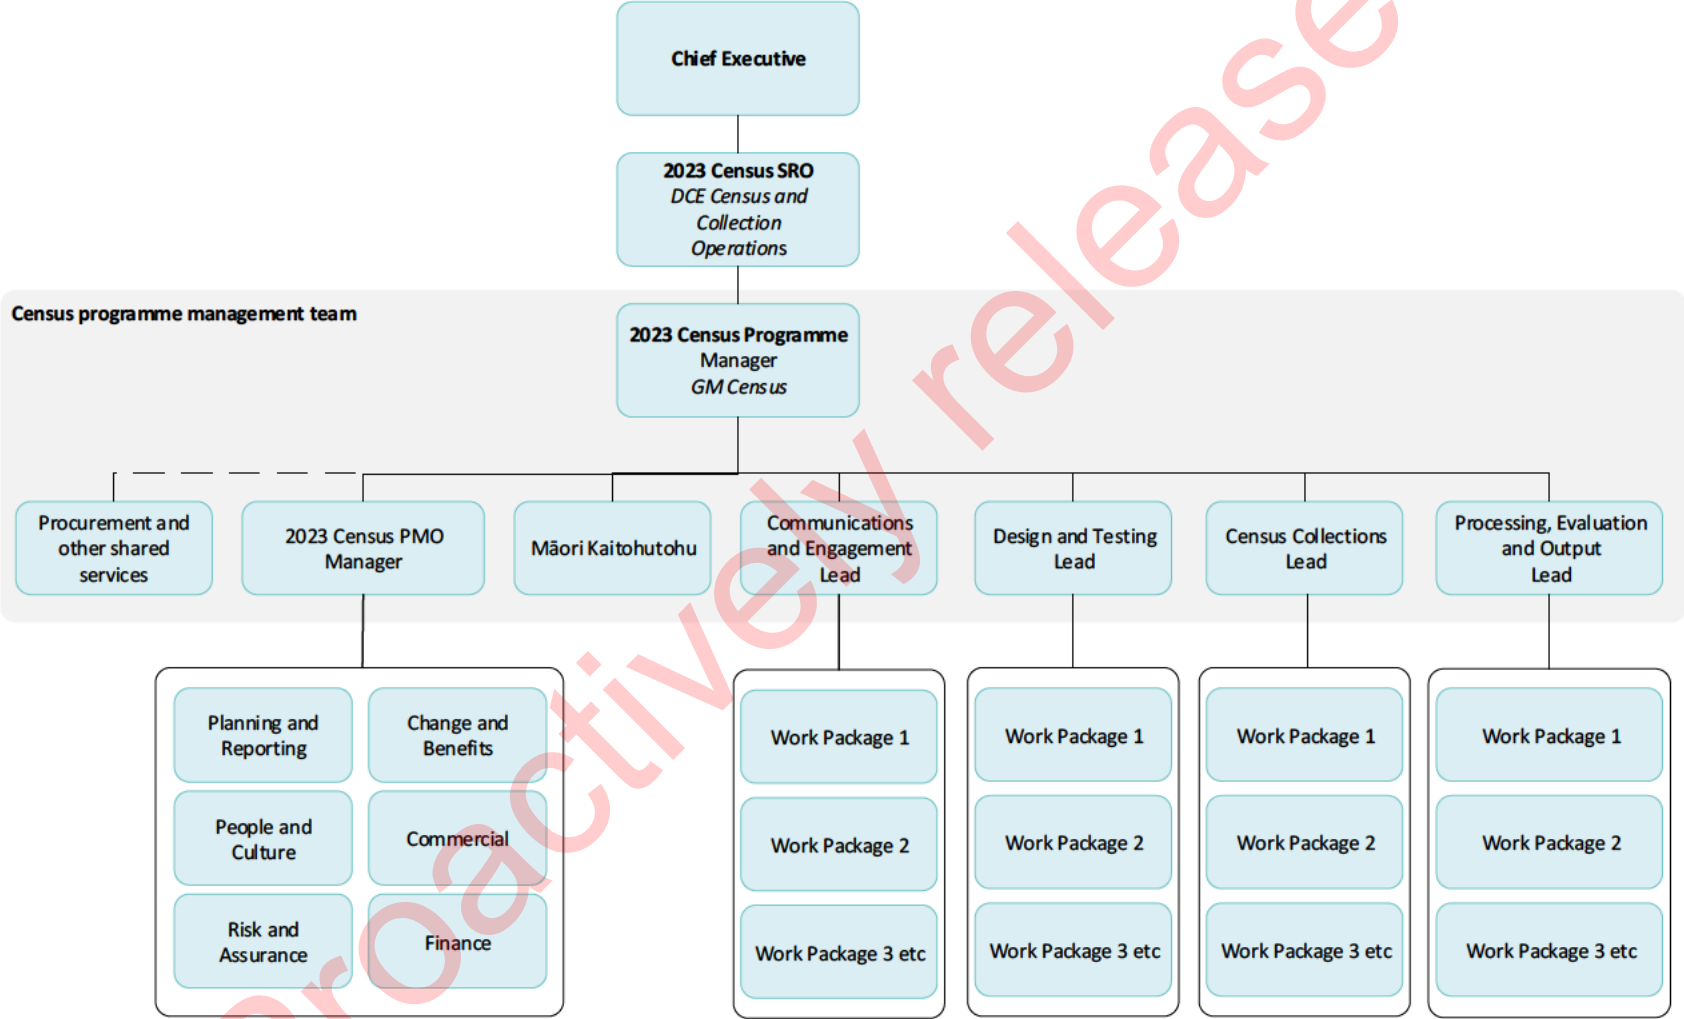 Chief Executive
2023 Census SRO
DCE Census and
Collection
Operations
Census programme management team
2023 Census Programme
Manager
GM Census
Procurement and
other shared
services
2023 Census PMO
Manager
Māori Kaitohutohu
Communications
and Engagement
Lead
Design and Testing
Lead
Census Collections
Lead
Processing, Evaluation
and Output
Lead
Planning and
Reporting
Change and
Benefits
People and
Culture
Commercial
Risk and
Assurance
Finance
Work Package 1
Work Package 2
Work Package 3 etc
Work Package 1
Work Package 2
Work Package 3 etc
Work Package 1
Work Package 2
Work Package 3 etc
Work Package 1
Work Package 2
Work Package 3 etc
roactively release